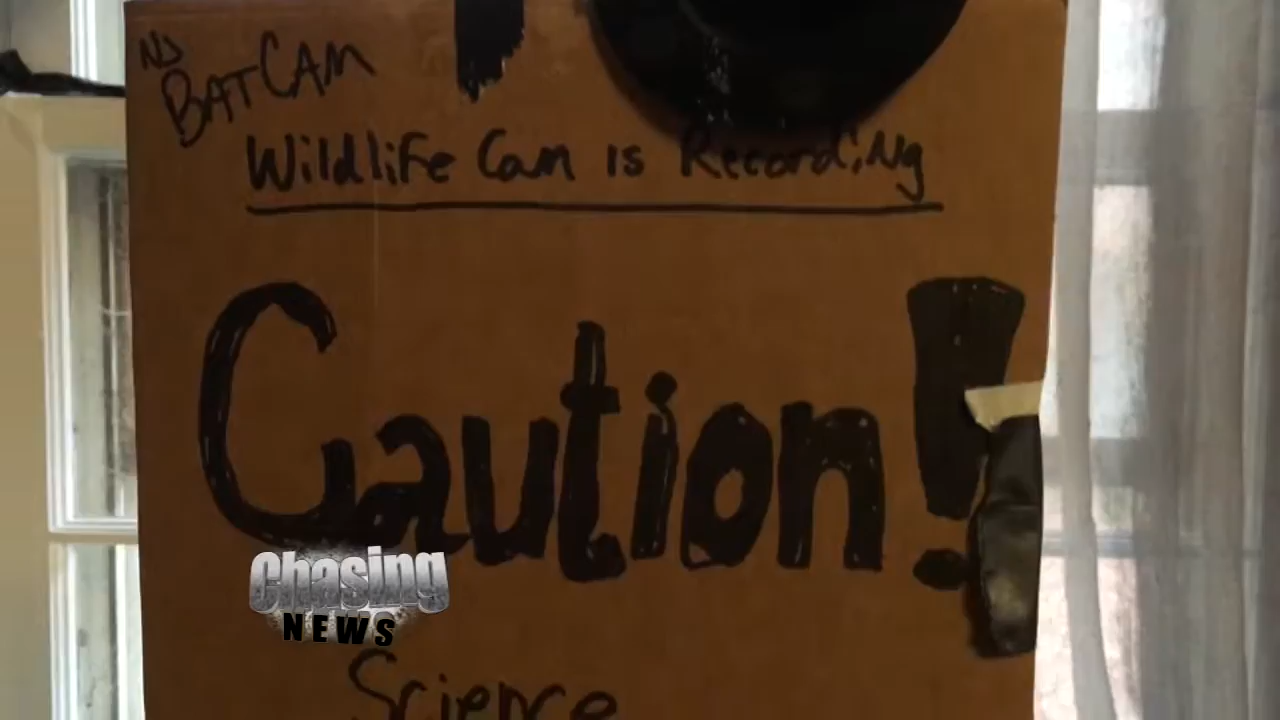 NJ
BATCAM
WildliFe Cam is RecordiNg
Caution!
Chasing
NEWS
Science